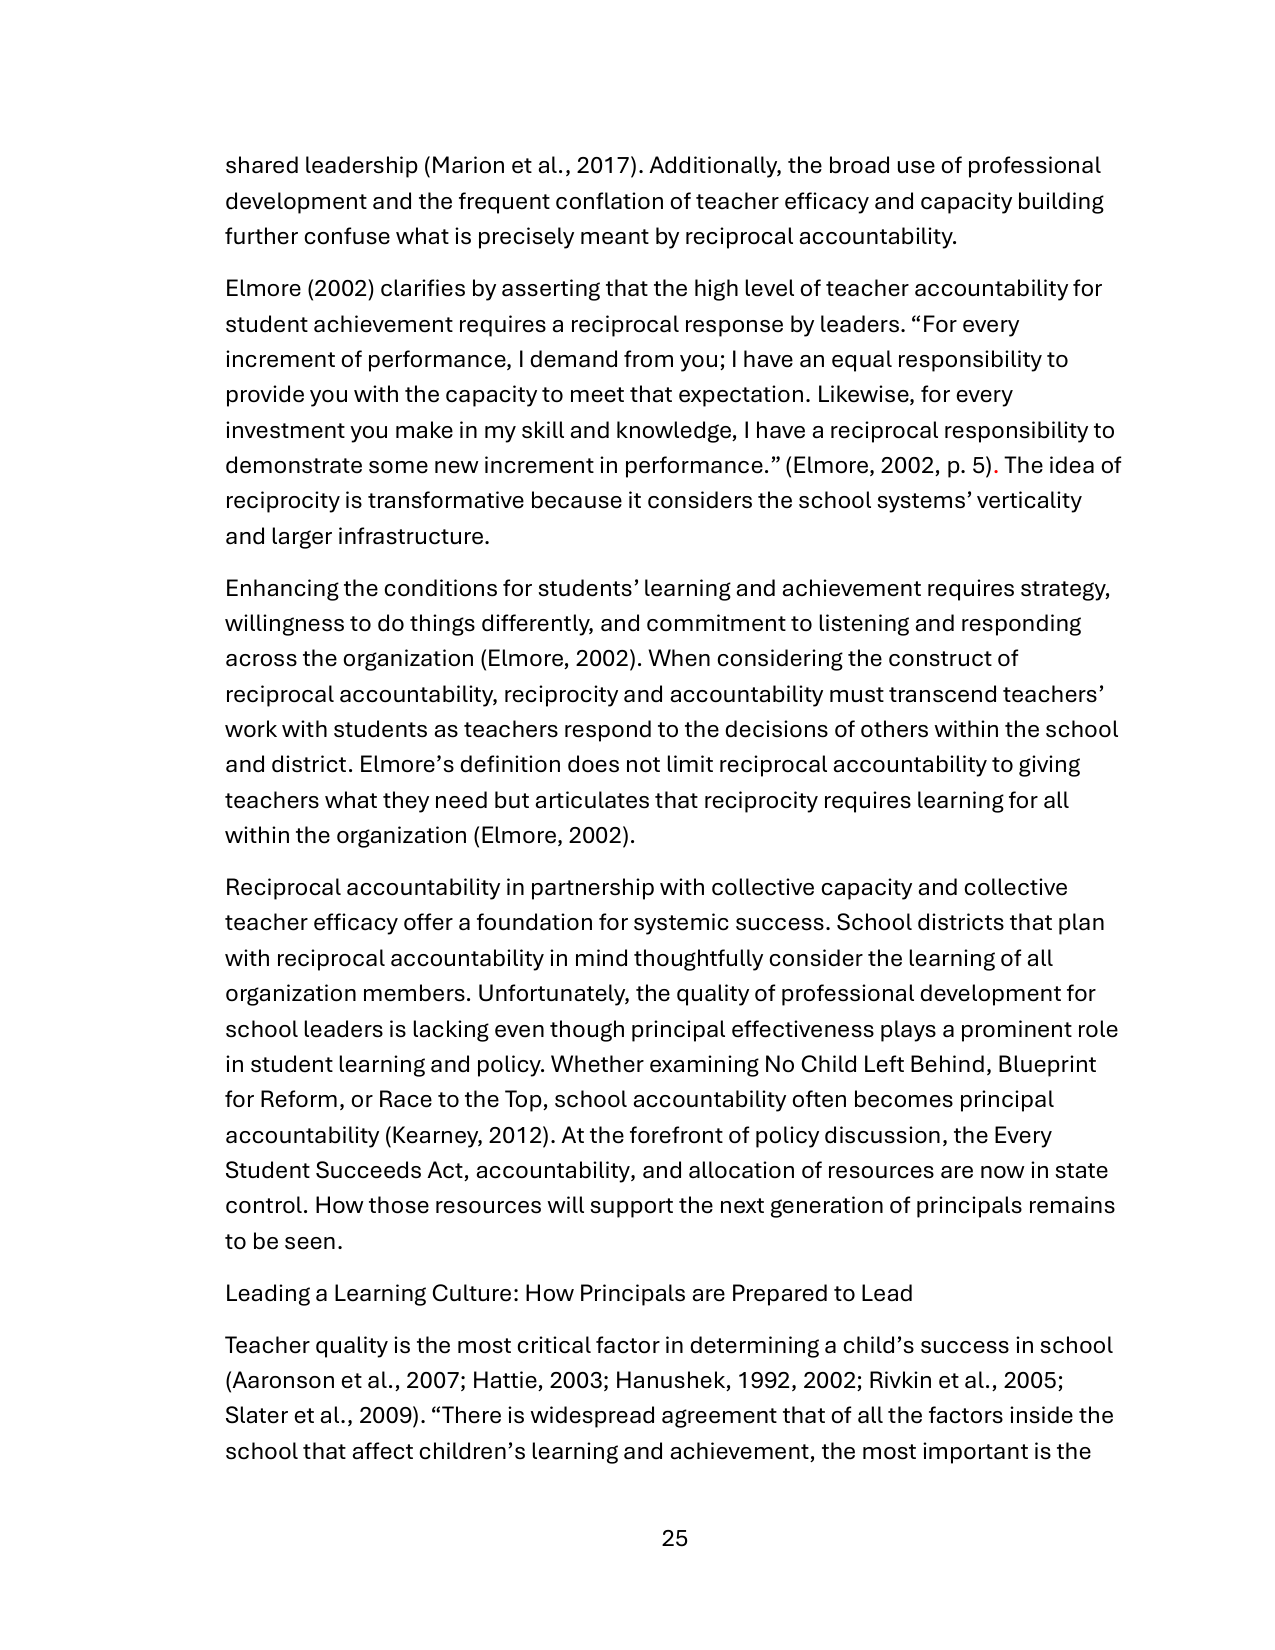 shared leadership (Marion et al., 2017). Additionally, the broad use of professional
development and the frequent conflation of teacher efficacy and capacity building
further confuse what is precisely meant by reciprocal accountability.
Elmore (2002) clarifies by asserting that the high level of teacher accountability for
student achievement requires a reciprocal response by leaders. “For every
increment of performance, I demand from you; I have an equal responsibility to
provide you with the capacity to meet that expectation. Likewise, for every
investment you make in my skill and knowledge, I have a reciprocal responsibility to
demonstrate some new increment in performance.” (Elmore, 2002, p. 5). The idea of
reciprocity is transformative because it considers the school systems’ verticality
and larger infrastructure.
Enhancing the conditions for students’ learning and achievement requires strategy,
willingness to do things differently, and commitment to listening and responding
across the organization (Elmore, 2002). When considering the construct of
reciprocal accountability, reciprocity and accountability must transcend teachers’
work with students as teachers respond to the decisions of others within the school
and district. Elmore’s definition does not limit reciprocal accountability to giving
teachers what they need but articulates that reciprocity requires learning for all
within the organization (Elmore, 2002).
Reciprocal accountability in partnership with collective capacity and collective
teacher efficacy offer a foundation for systemic success. School districts that plan
with reciprocal accountability in mind thoughtfully consider the learning of all
organization members. Unfortunately, the quality of professional development for
school leaders is lacking even though principal effectiveness plays a prominent role
in student learning and policy. Whether examining No Child Left Behind, Blueprint
for Reform, or Race to the Top, school accountability often becomes principal
accountability (Kearney, 2012). At the forefront of policy discussion, the Every
Student Succeeds Act, accountability, and allocation of resources are now in state
control. How those resources will support the next generation of principals remains
to be seen.
Leading a Learning Culture: How Principals are Prepared to Lead
Teacher quality is the most critical factor in determining a child’s success in school
(Aaronson et al., 2007; Hattie, 2003; Hanushek, 1992, 2002; Rivkin et al., 2005;
Slater et al., 2009). “There is widespread agreement that of all the factors inside the
school that affect children’s learning and achievement, the most important is the
25